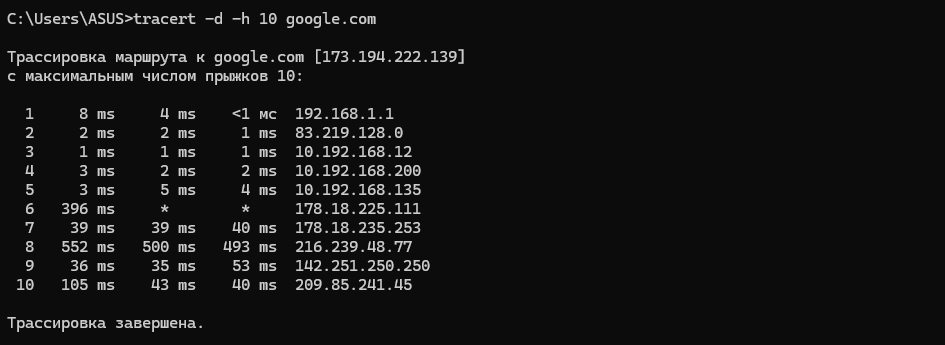 C:\Users\ASUS>tracert -d -h 10 google.com
Трассировка маршрута к google.com [173.194.222.139]
с максимальным числом прыжков 10:
1 8 ms 4 ms <1 мс 192.168.1.1
2 2 ms 2 ms 1 ms 83.219.128.0
3 1 ms 1 ms 1 ms 10.192.168.12
4 3 ms 2 ms 2 ms 10.192.168.200
5 3 ms 5 ms 4 ms 10.192.168.135
6 396 ms * * 178.18.225.111
7 39 ms 39 ms 40 ms 178.18.235.253
8 552 ms 500 ms 493 ms 216.239.48.77
9 36 ms 35 ms 53 ms 142.251.250.250
10 105 ms 43 ms 40 ms 209.85.241.45
Трассировка завершена.